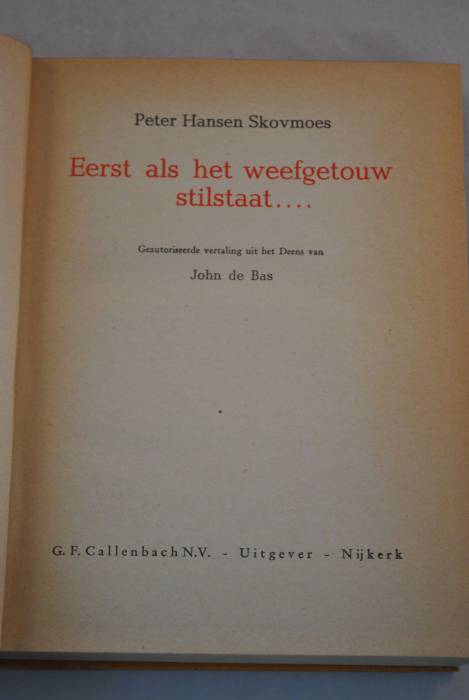 Peter Hansen Skovmoes
Eerst als het weefgetouw
stilstaat....
Geautoriseerde vertaling uit het Deens van
John de Bas
G. F. Callenbach N.V. - Uitgever - Nijkerk